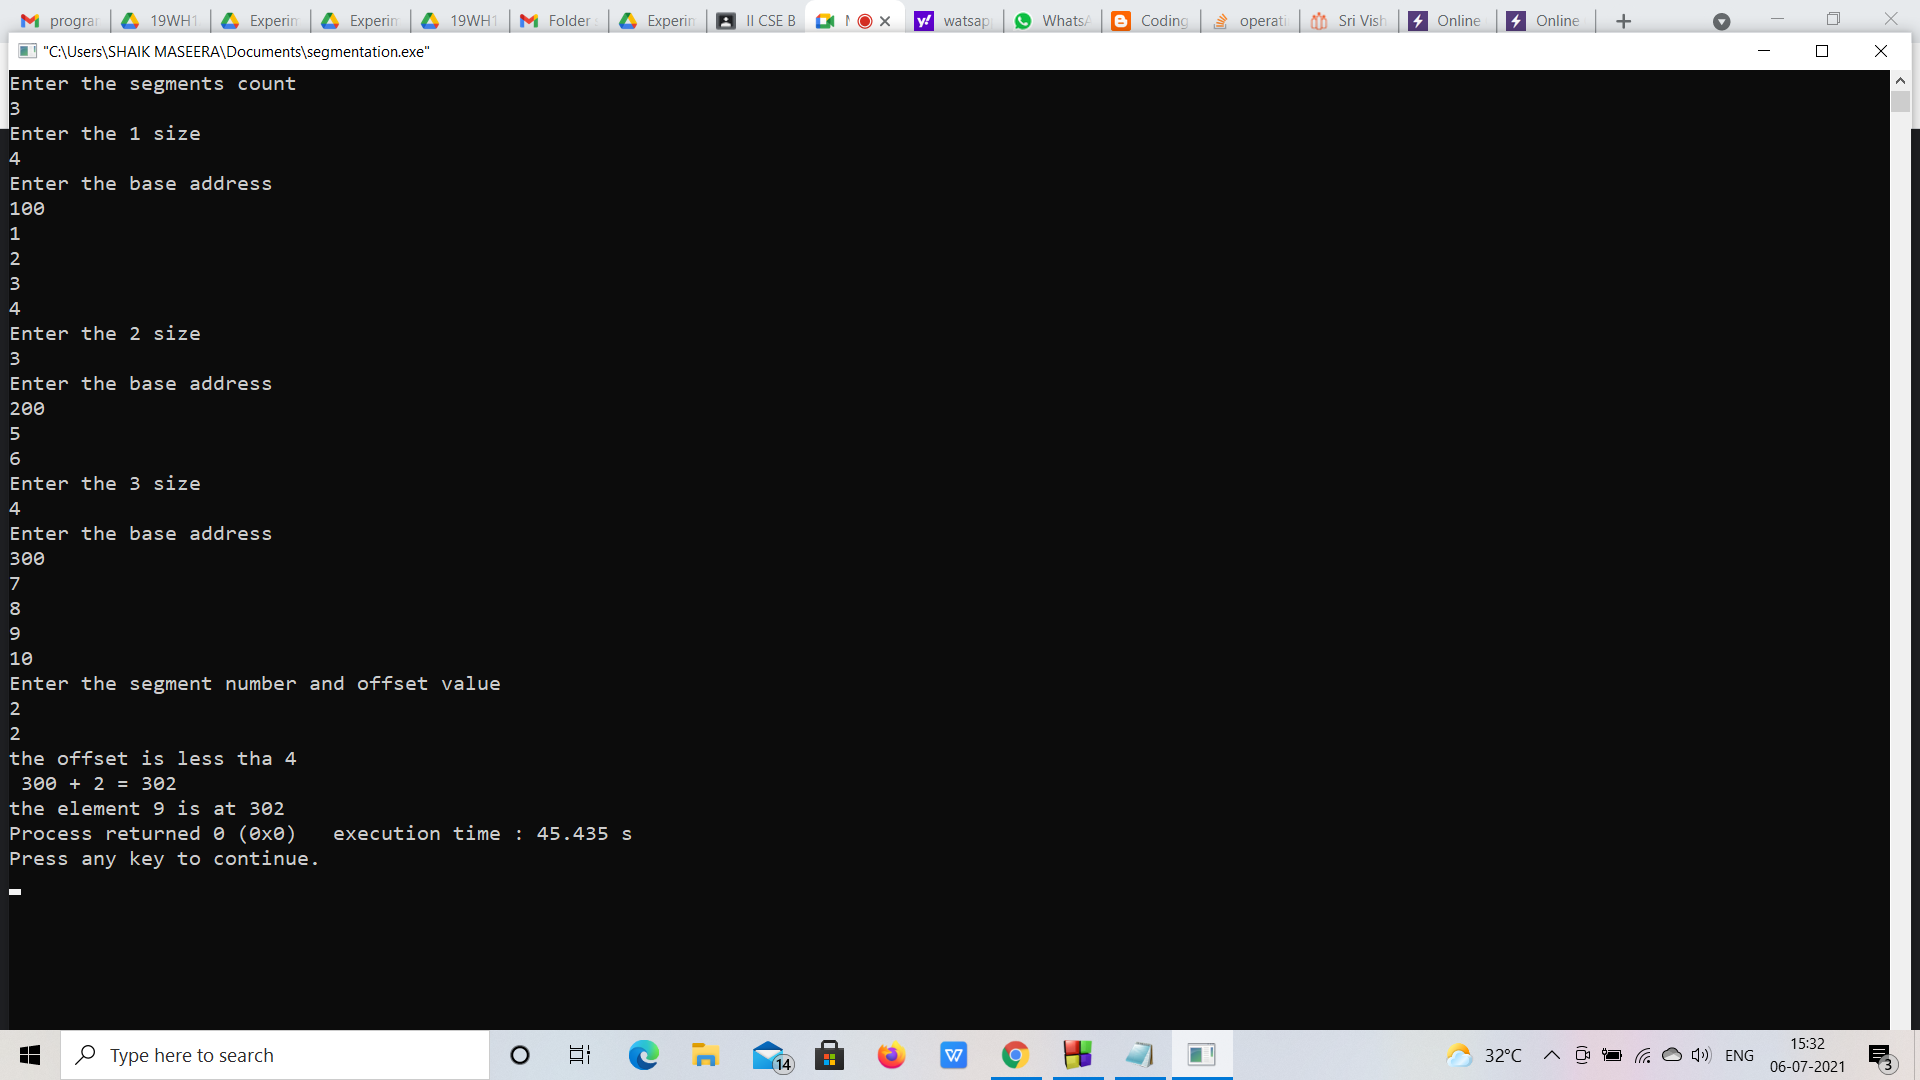 progra
19WH1
Experin
Experin
19WH1
Folder
Experin
II CSE B
watsap
WhatsA
Coding
operati
Sri Vish
Online
Online
"C:\Users\SHAIK MASEERA\Documents\segmentation.exe"
Enter the segments count
3
Enter the 1 size
4
Enter the base address
100
1
2
3
4
Enter the 2 size
3
Enter the base address
200
5
6
Enter the 3 size
4
Enter the base address
300
7
8
9
10
Enter the segment number and offset value
2
2
the offset is less tha 4
300 + 2 = 302
the element 9 is at 302
Process returned 0 (0x0)   execution time : 45.435 s
Press any key to continue.
Type here to search
14
32°C
ENG
15:32
06-07-2021
3